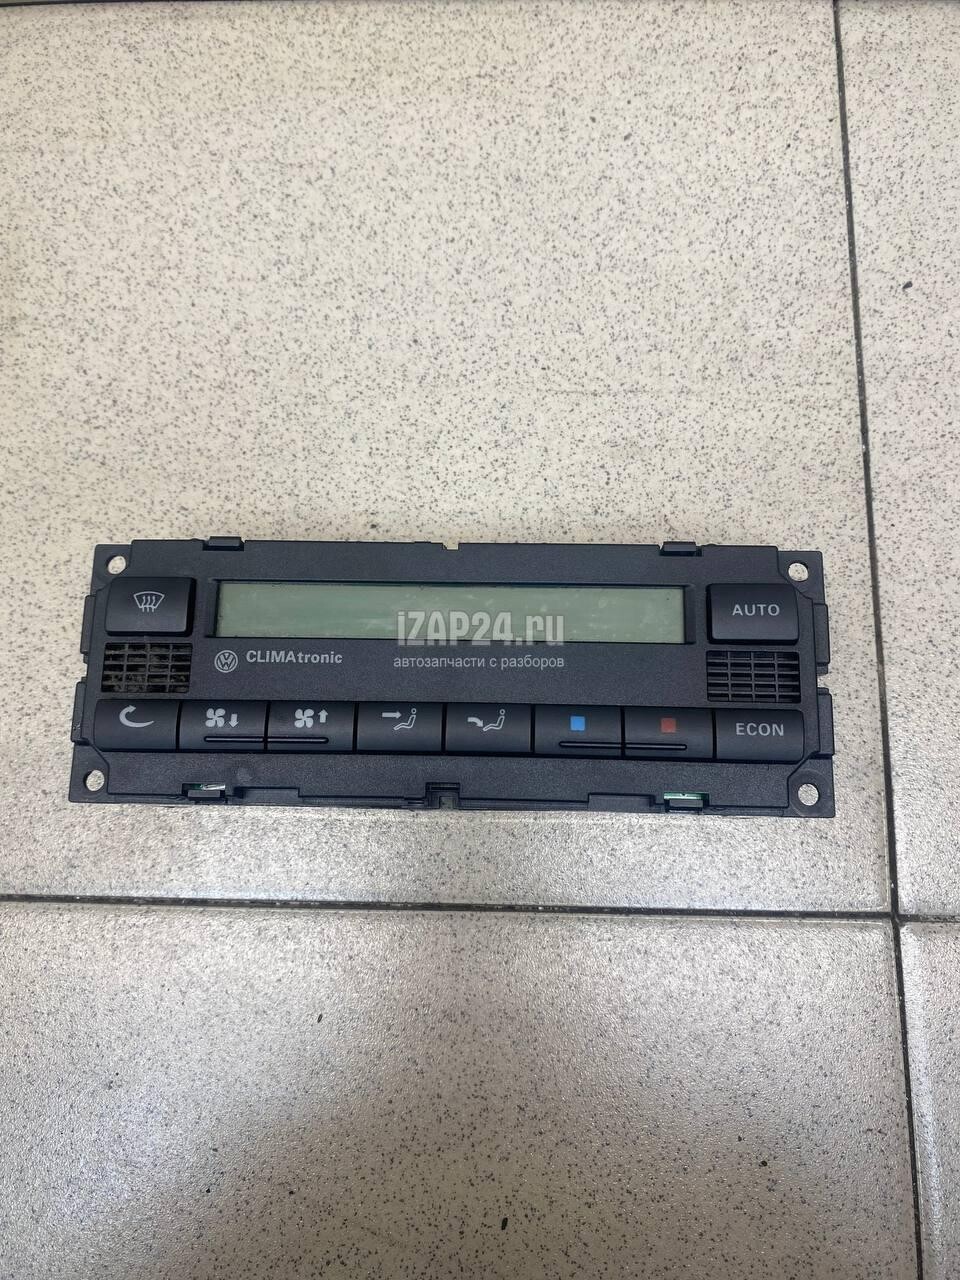 AUTO
iZAP24.ru
CLIMAtronic
автозапчасти с разборов
ECON